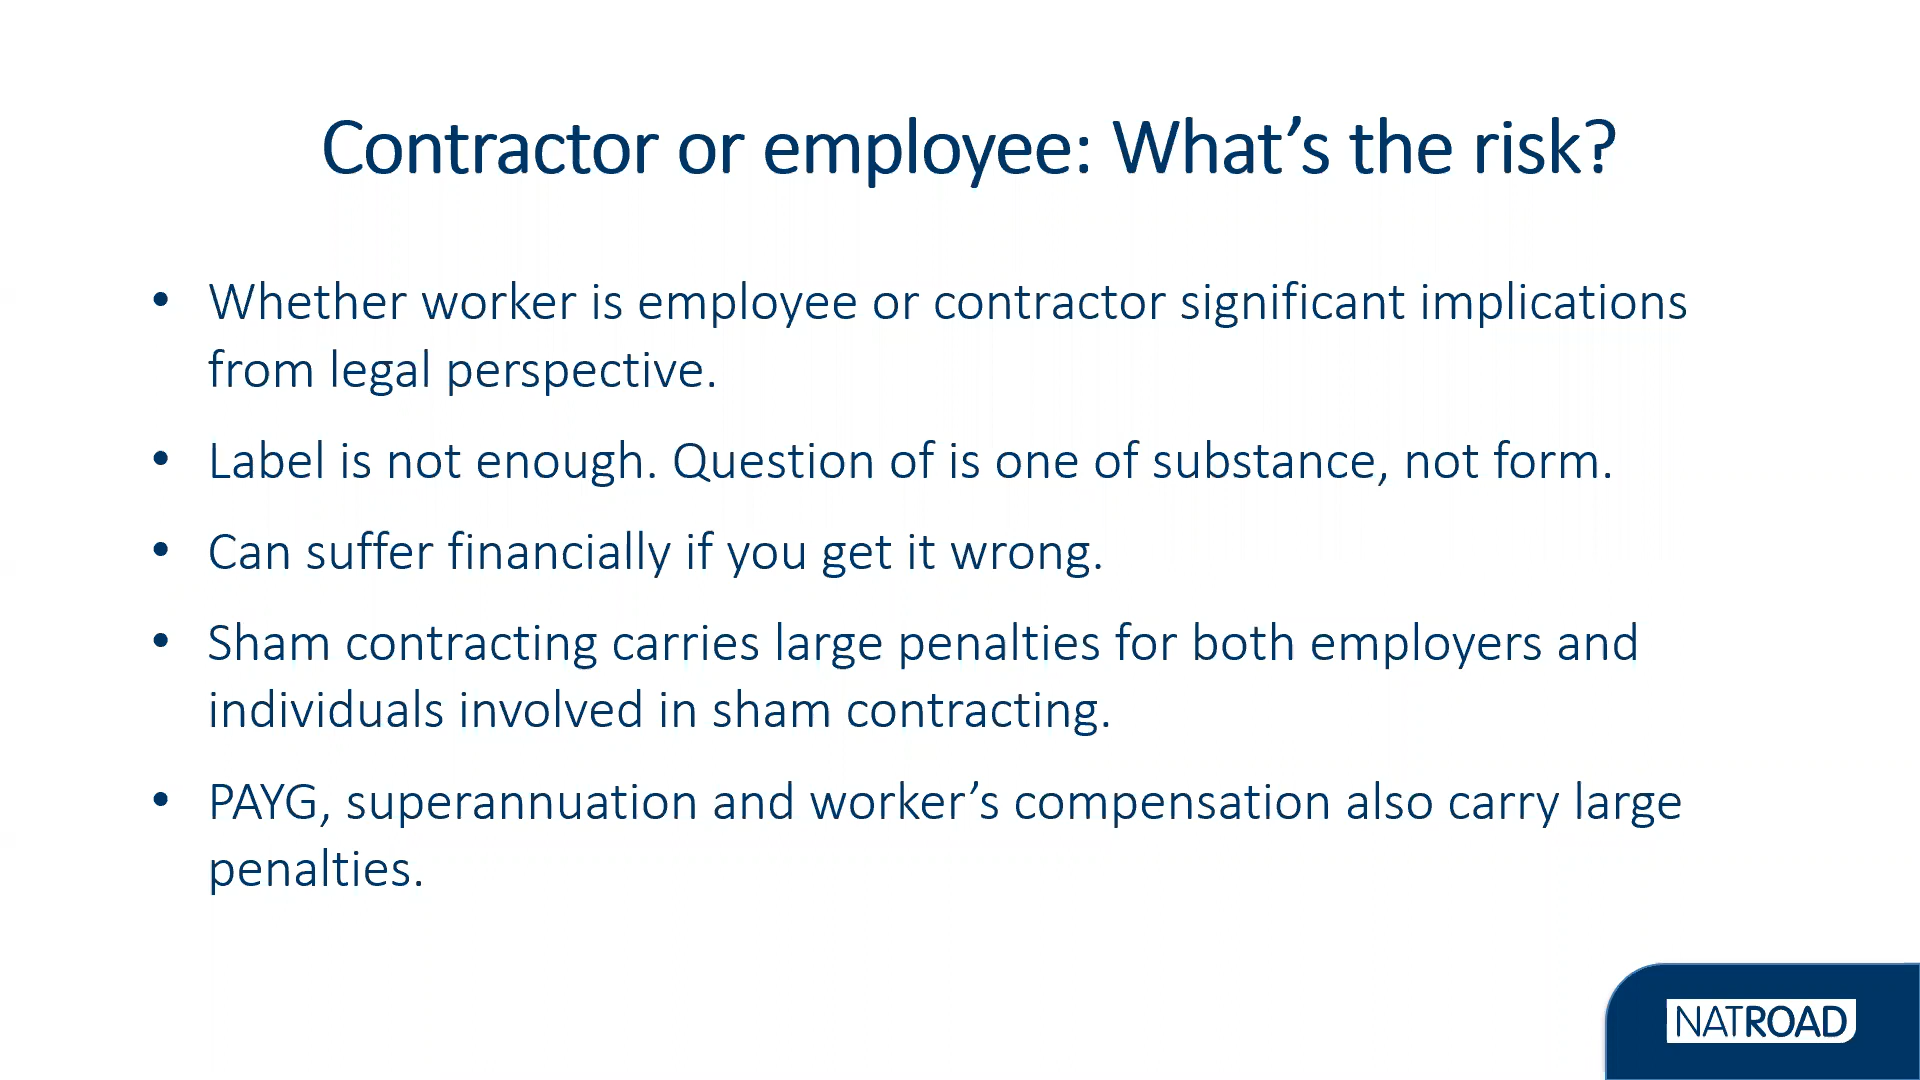 Contractor or employee: What’s the risk?
• Whether worker is employee or contractor significant implications
from legal perspective.
• Label is not enough. Question of is one of substance, not form.
• Can suffer financially if you get it wrong.
• Sham contracting carries large penalties for both employers and
individuals involved in sham contracting.
• PAYG, superannuation and worker’s compensation also carry large
penalties.
NATROAD